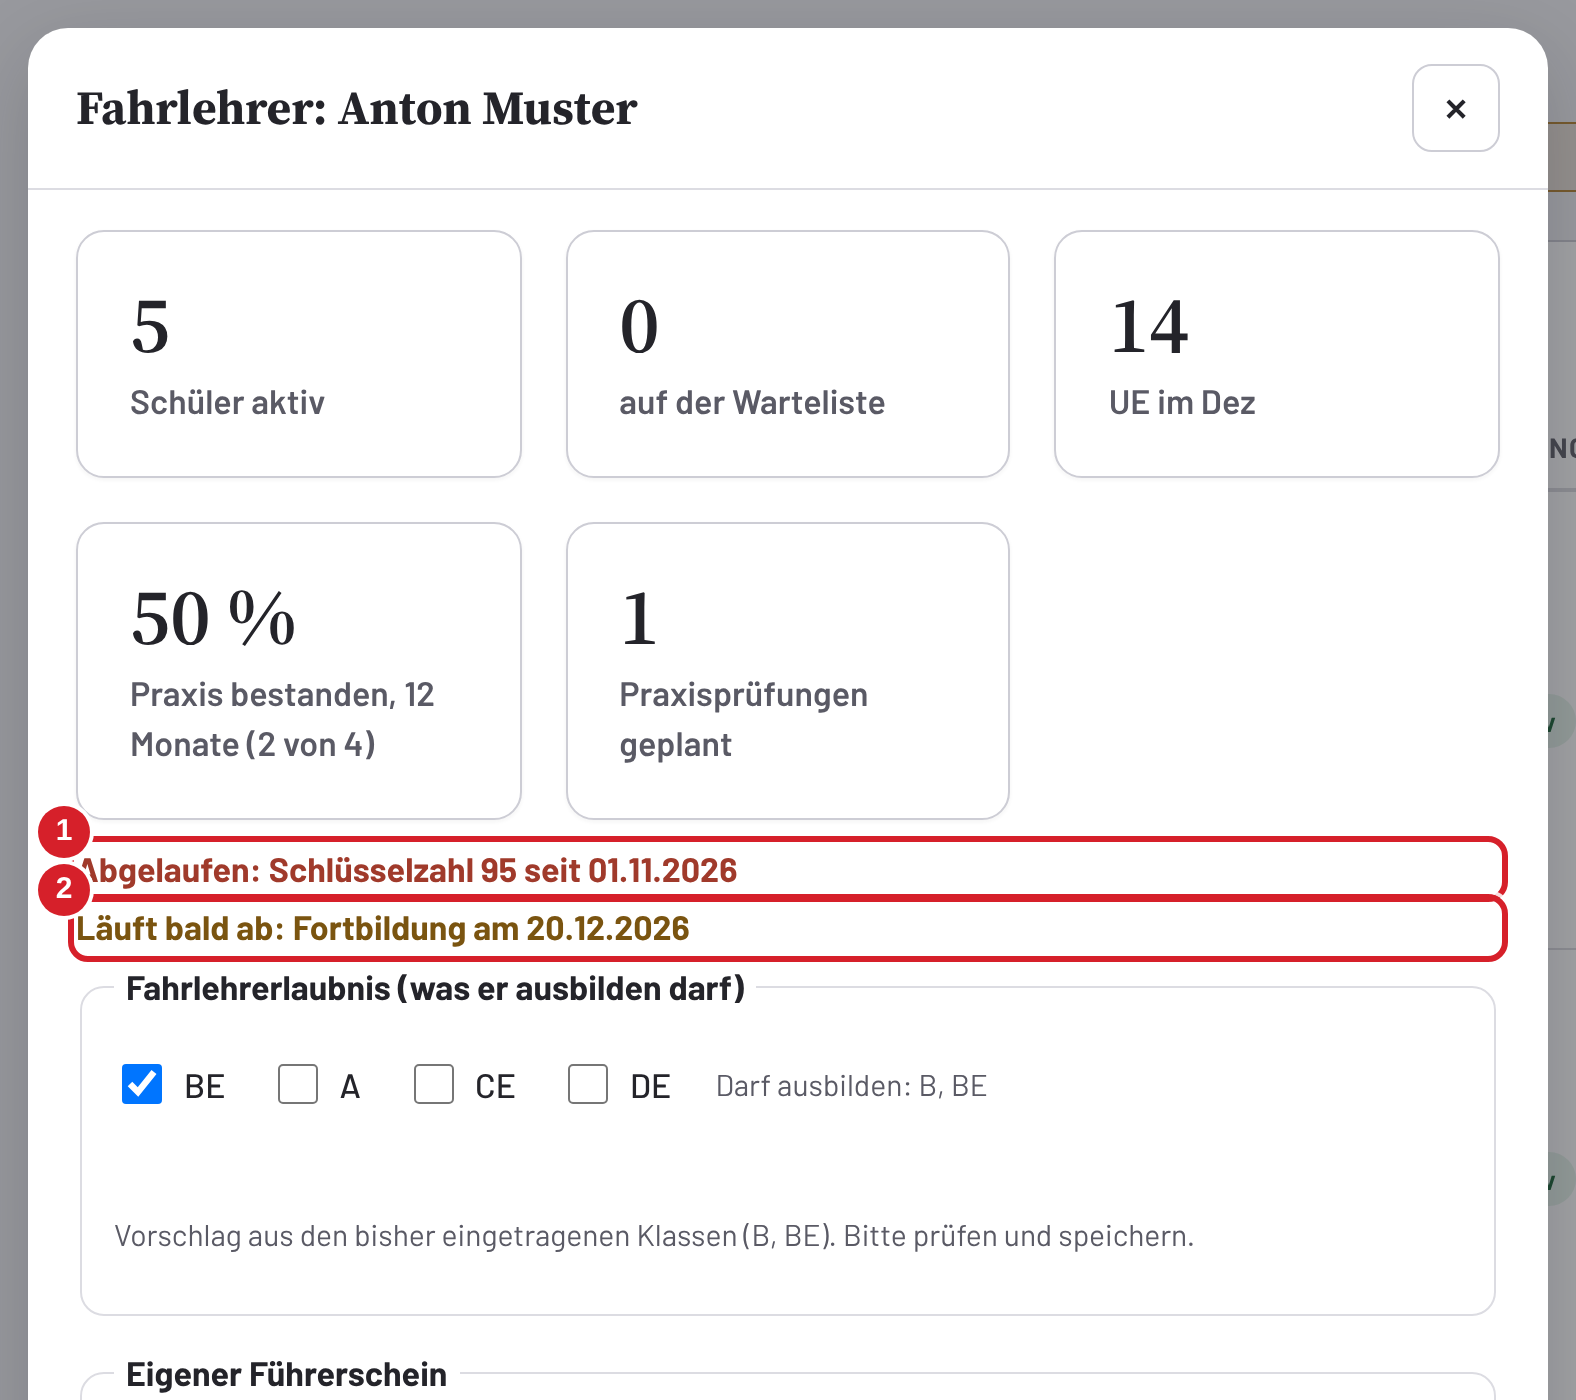 Fahrlehrer: Anton Muster
×
5
Schüler aktiv
0
auf der Warteliste
14
UE im Dez
50 %
Praxis bestanden, 12
Monate (2 von 4)
1
Praxisprüfungen
geplant
1
Abgelaufen: Schlüsselzahl 95 seit 01.11.2026
2
Läuft bald ab: Fortbildung am 20.12.2026
Fahrlehrerlaubnis (was er ausbilden darf)
BE A CE DE Darf ausbilden: B, BE
Vorschlag aus den bisher eingetragenen Klassen (B, BE). Bitte prüfen und speichern.
Eigener Führerschein